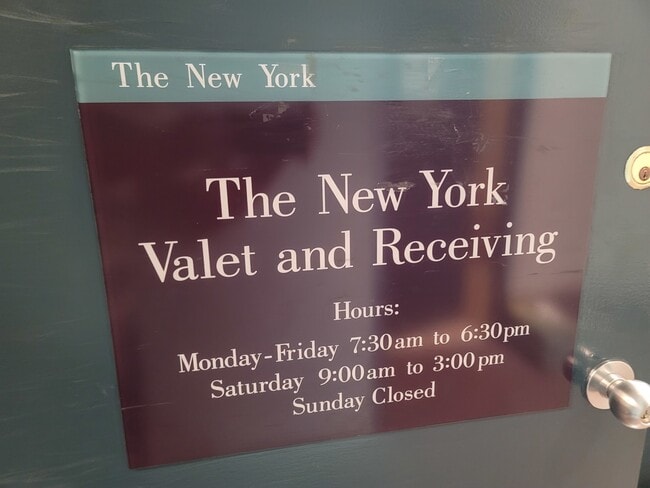 The New York
The New York
Valet and Receiving
Hours:
Monday-Friday 7:30am to 6:30pm
Saturday 9:00am to 3:00pm
Sunday Closed